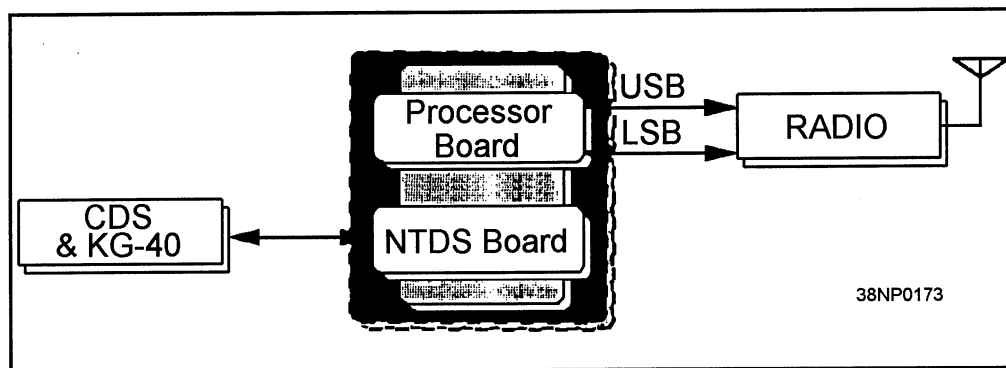 Processor
Board
USB
LSB
RADIO
CDS
& KG-40
NTDS Board
38NP0173